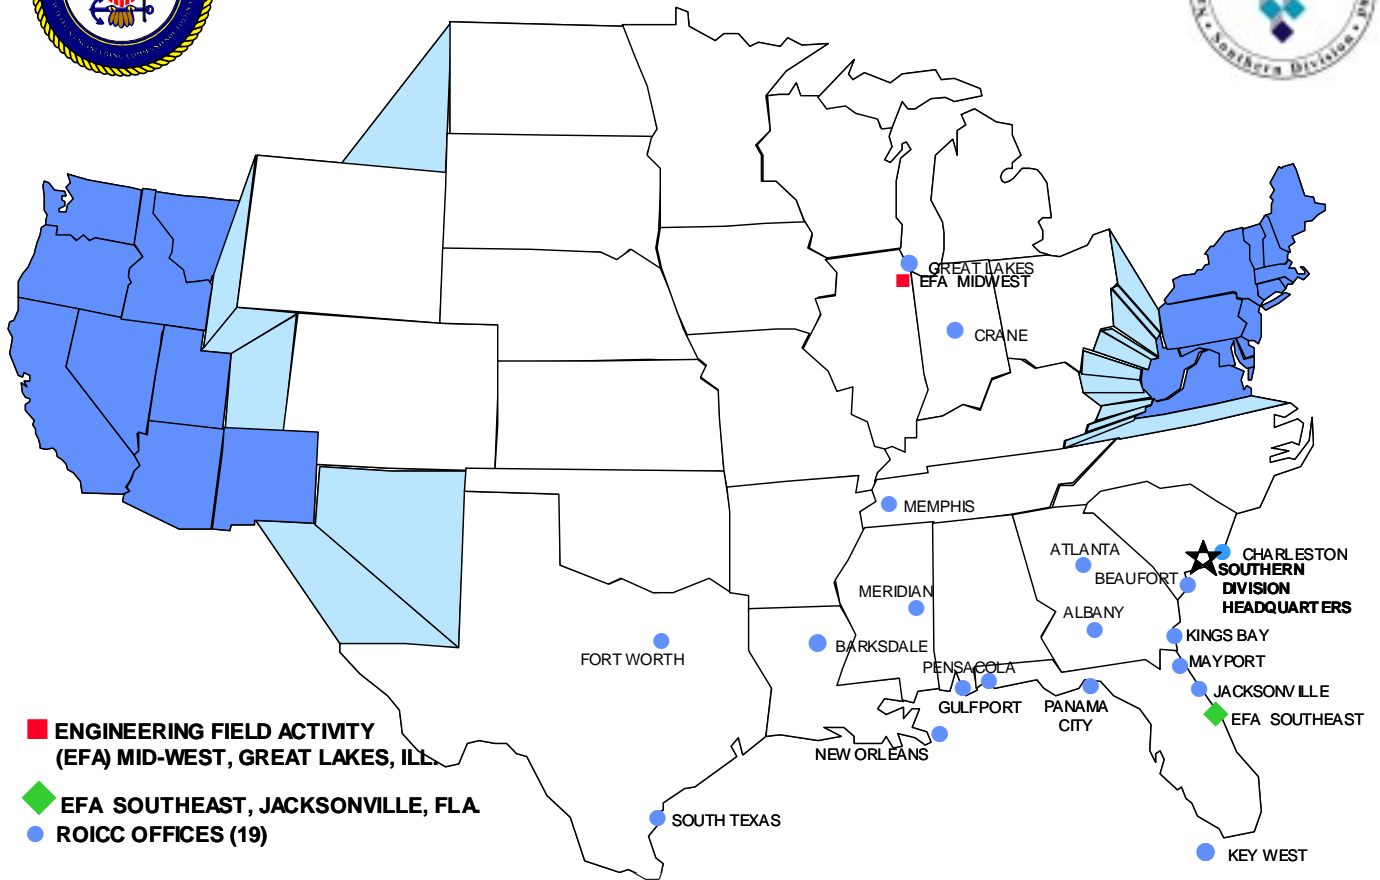 Southern Division
GREAT LAKES
EFA MIDWEST
CRANE
MEMPHIS
ATLANTA
CHARLESTON
SOUTHERN
DIVISION
HEADQUARTERS
BEAUFORT
MERIDIAN
ALBANY
KINGS BAY
BARKSDALE
FORT WORTH
PENSACOLA
MAYPORT
JACKSONVILLE
GULFPORT
PANAMA
CITY
EFA SOUTHEAST
NEW ORLEANS
SOUTH TEXAS
KEY WEST
ENGINEERING FIELD ACTIVITY
(EFA) MID-WEST, GREAT LAKES, ILL.
EFA SOUTHEAST, JACKSONVILLE, FLA.
ROICC OFFICES (19)